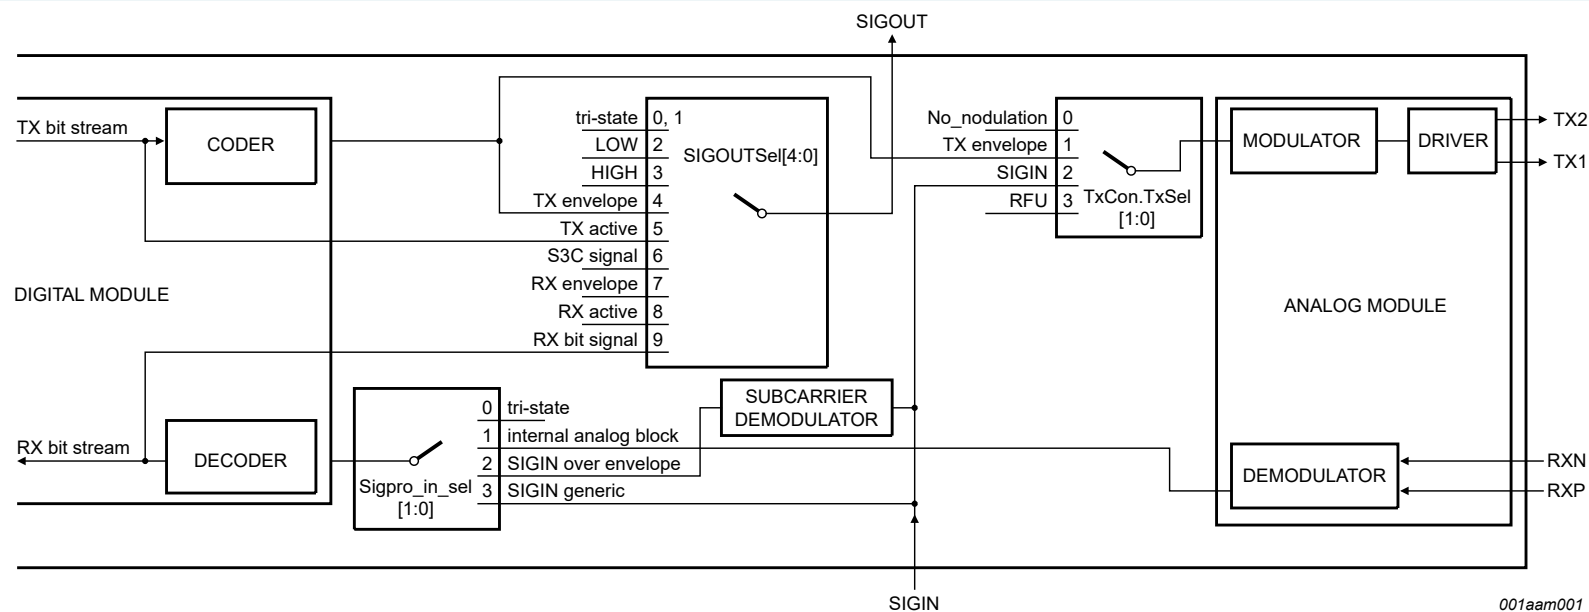 SIGOUT
TX bit stream
CODER
tri-state 0, 1
LOW 2
HIGH 3
TX envelope 4
TX active 5
S3C signal 6
RX envelope 7
RX active 8
RX bit signal 9
SIGOUTSel[4:0]
No_nodulation 0
TX envelope 1
SIGIN 2
RFU 3
TxCon.TxSel
[1:0]
MODULATOR
DRIVER
TX2
TX1
DIGITAL MODULE
ANALOG MODULE
RX bit stream
DECODER
Sigpro_in_sel
[1:0]
0 tri-state
1 internal analog block
2 SIGIN over envelope
3 SIGIN generic
SUBCARRIER
DEMODULATOR
DEMODULATOR
RXN
RXP
SIGIN
001aam001